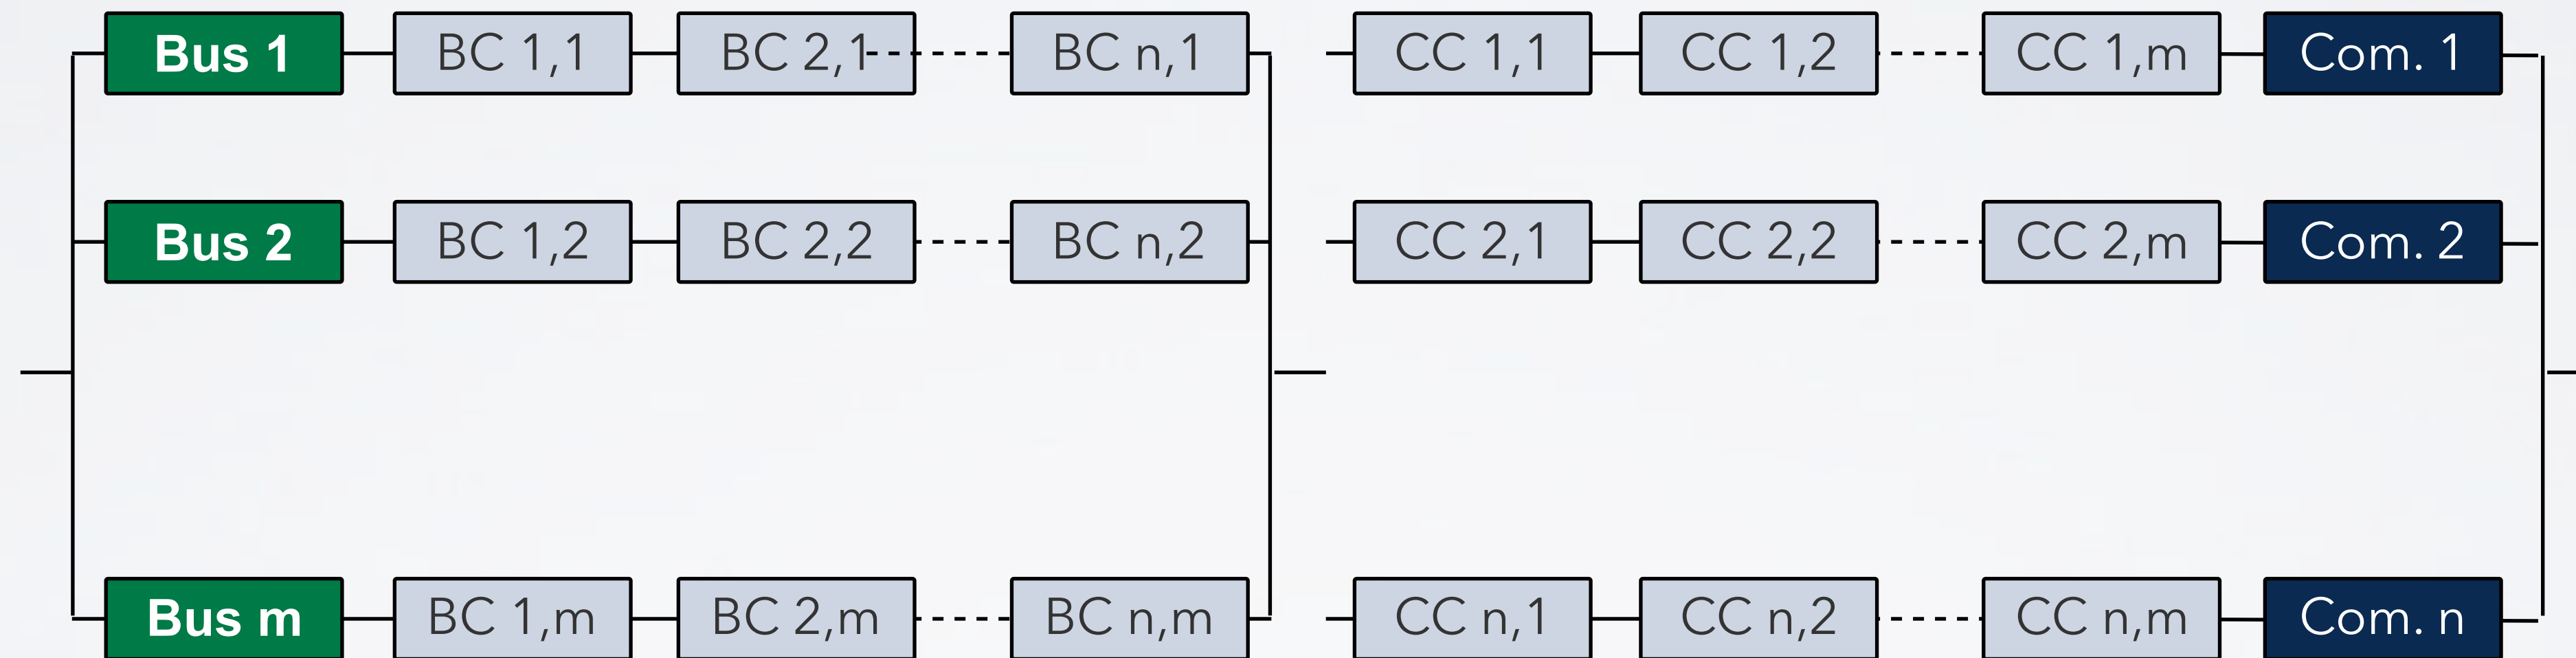 Bus 1 BC 1,1 BC 2,1 BC n,1 CC 1,1 CC 1,2 CC 1,m Com. 1
Bus 2 BC 1,2 BC 2,2 BC n,2 CC 2,1 CC 2,2 CC 2,m Com. 2
Bus m BC 1,m BC 2,m BC n,m CC n,1 CC n,2 CC n,m Com. n